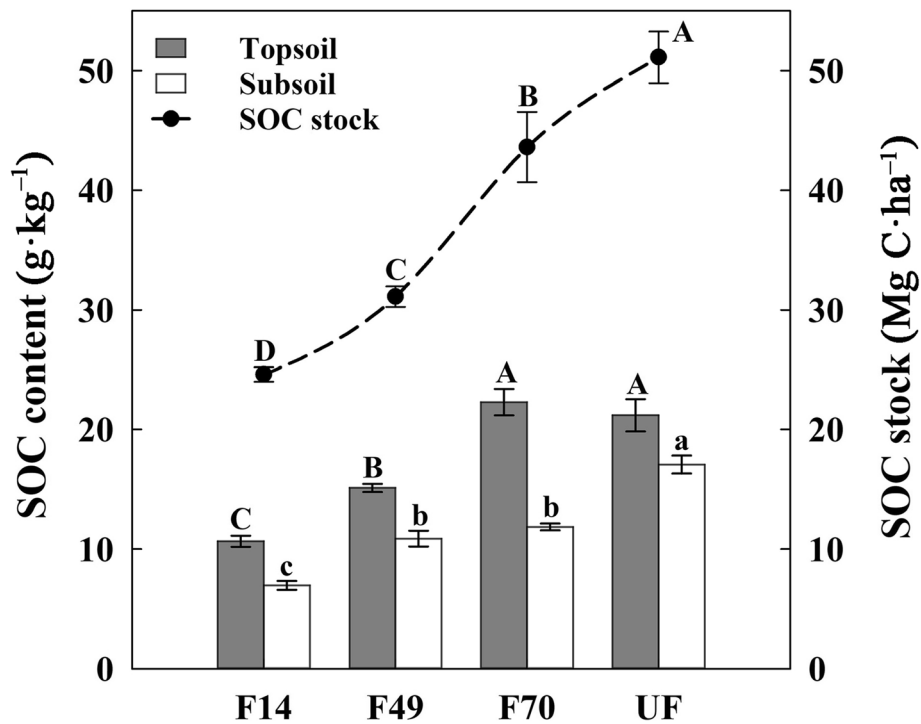 Topsoil
Subsoil
SOC stock
SOC content (g·kg⁻¹)
SOC stock (Mg C·ha⁻¹)
50
40
30
20
10
0
50
40
30
20
10
0
D
C
B
A
C
c
B
b
A
b
A
a
F14
F49
F70
UF